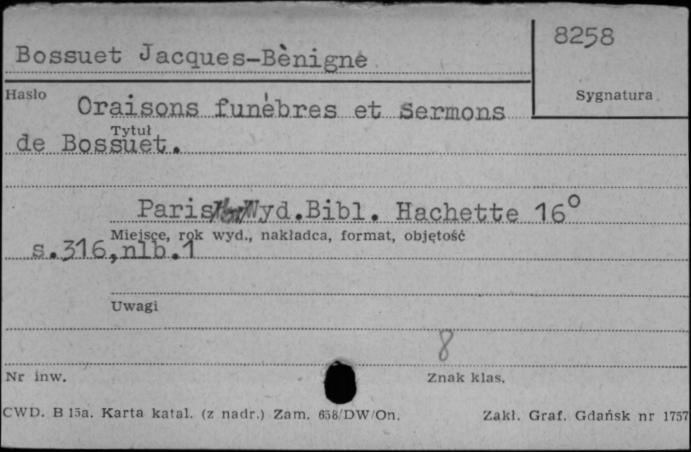 8258
Bossuet Jacques-Bènigne
Hasło
Sygnatura
Oraisons funèbres et Sermons
Tytuł
de Bossuet.
Paris Wyd.Bibl. Hachette 16°
Miejsce, rok wyd., nakładca, format, objętość
s.316,nlb.1
Uwagi
8
Nr inw.
Znak klas.
CWD. B 15a. Karta katal. (z nadr.) Zam. 658/DW/On.
Zakł. Graf. Gdańsk nr 1757